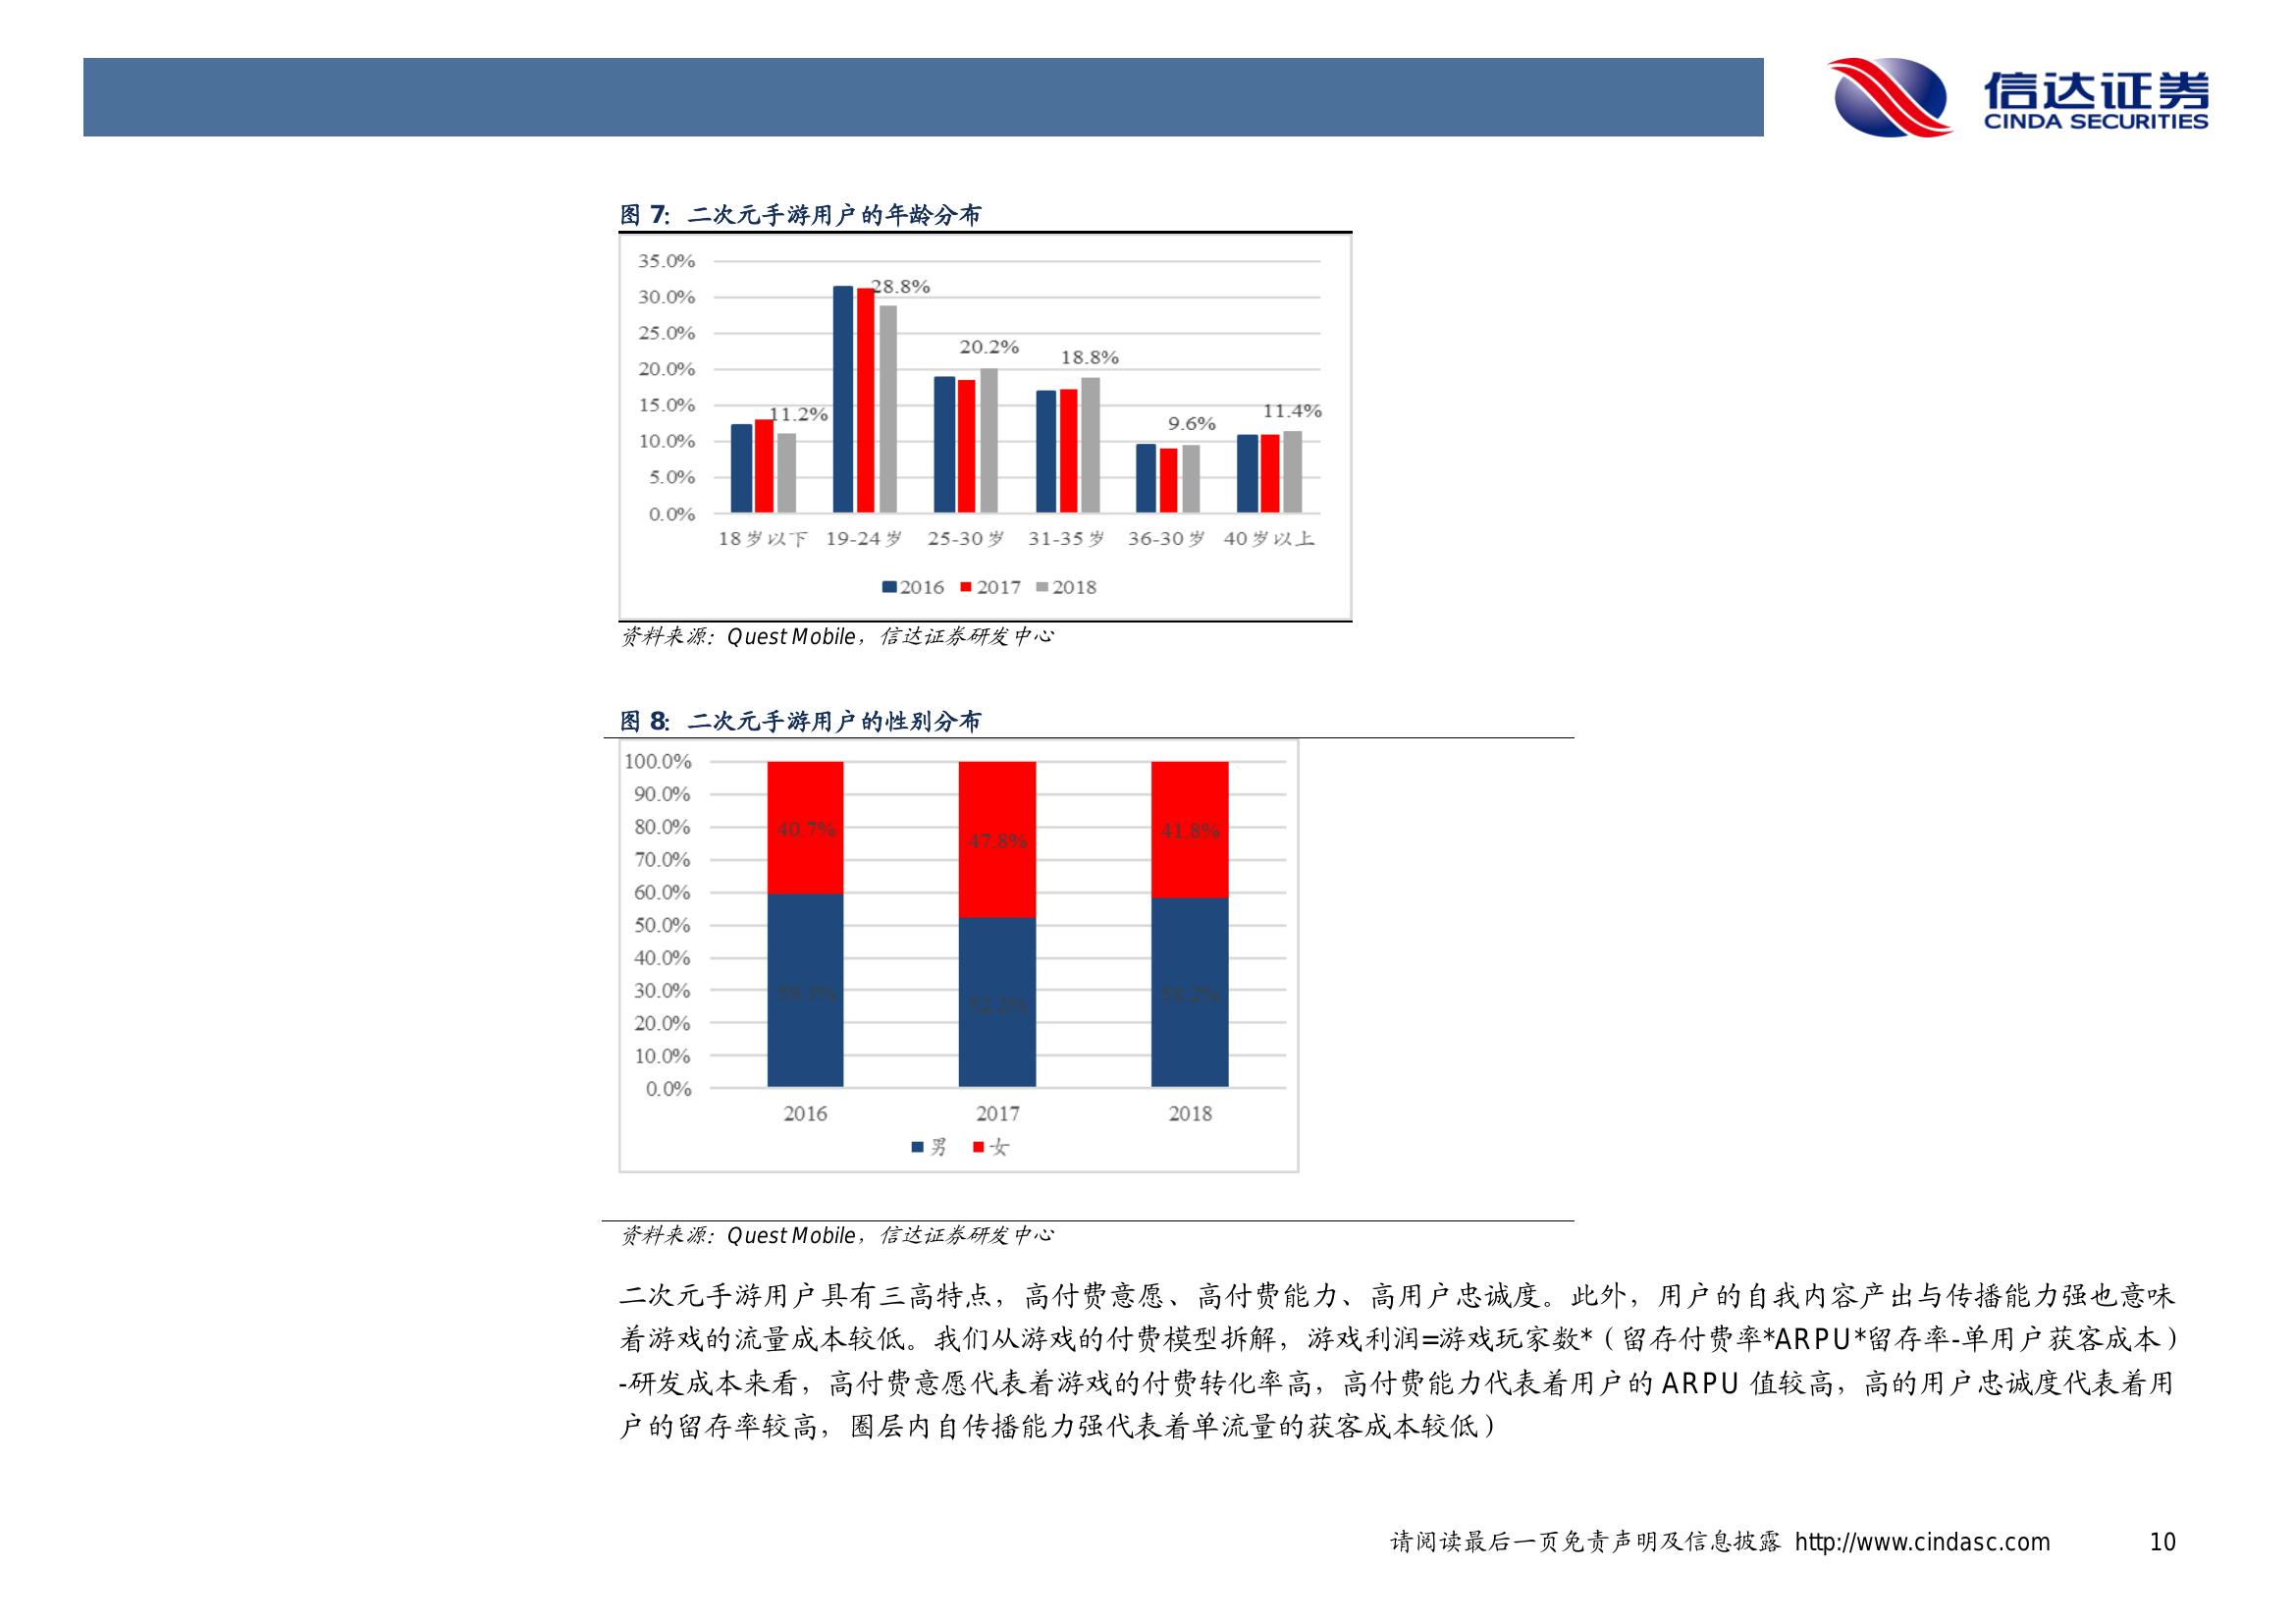 信达证券
CINDA SECURITIES
图 7: 二次元手游用户的年龄分布
35.0%
30.0%
25.0%
20.0%
15.0%
10.0%
5.0%
0.0%
11.2%
28.8%
20.2%
18.8%
9.6%
11.4%
18岁以下 19-24岁 25-30岁 31-35岁 36-30岁 40岁以上
2016 2017 2018
资料来源：Quest Mobile，信达证券研发中心
图 8: 二次元手游用户的性别分布
100.0%
90.0%
80.0%
70.0%
60.0%
50.0%
40.0%
30.0%
20.0%
10.0%
0.0%
40.7% 47.8% 41.8%
58.2%
2016 2017 2018
男 女
资料来源：Quest Mobile，信达证券研发中心
二次元手游用户具有三高特点，高付费意愿、高付费能力、高用户忠诚度。此外，用户的自我内容产出与传播能力强也意味
着游戏的流量成本较低。我们从游戏的付费模型拆解，游戏利润=游戏玩家数*（留存付费率*ARPU*留存率-单用户获客成本）
-研发成本来看，高付费意愿代表着游戏的付费转化率高，高付费能力代表着用户的 ARPU 值较高，高的用户忠诚度代表着用
户的留存率较高，圈层内自传播能力强代表着单流量的获客成本较低）
请阅读最后一页免责声明及信息披露 http://www.cindasc.com 10